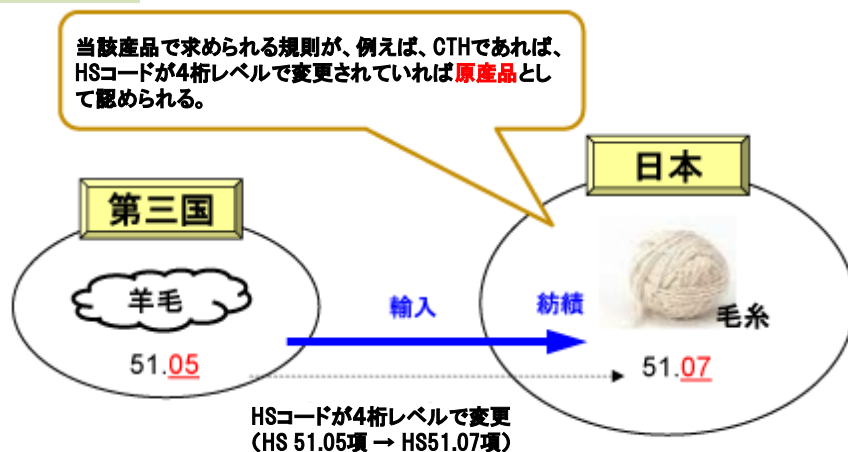 当該産品で求められる規則が、例えば、CTHであれば、
HSコードが4桁レベルで変更されていれば原産品とし
て認められる。
日本
第三国
羊毛
輸入
紡績
毛糸
51.05
51.07
HSコードが4桁レベルで変更
(HS 51.05項 → HS51.07項)